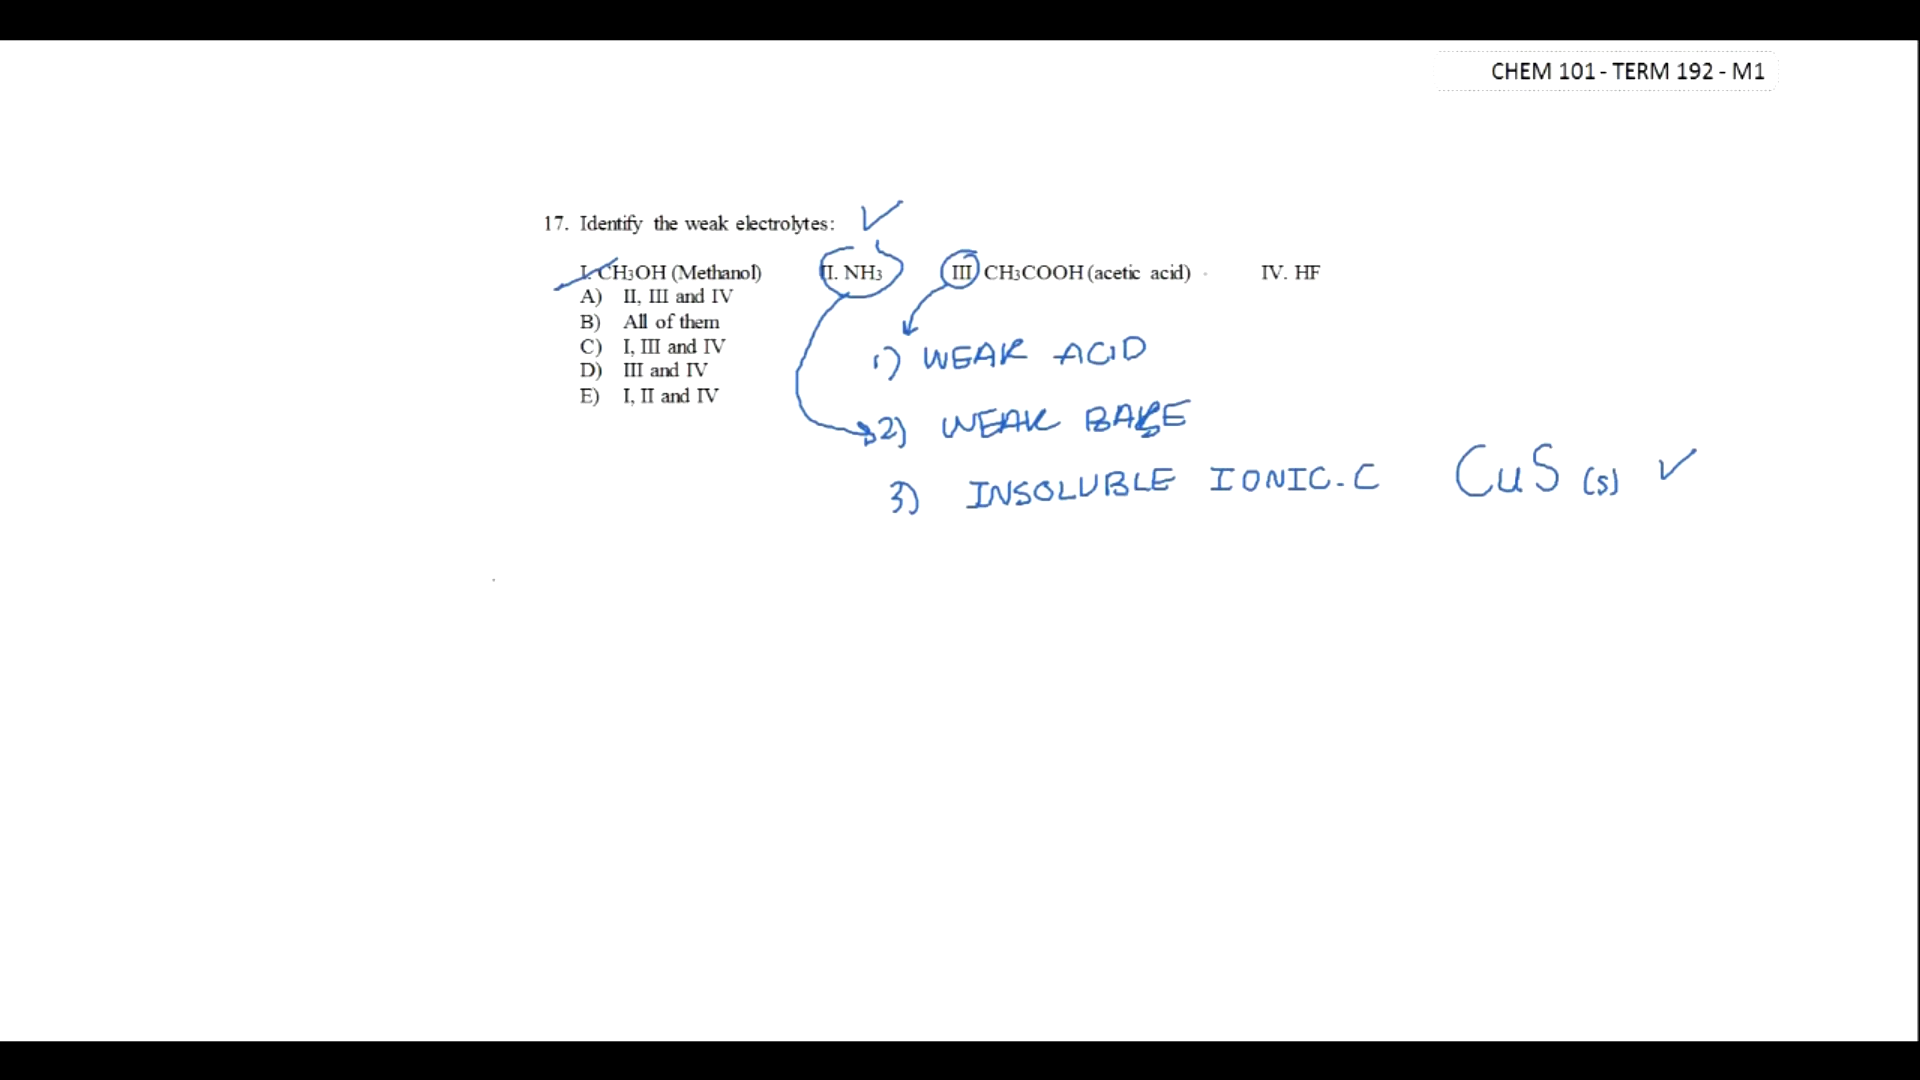 CHEM 101 - TERM 192 - M1
17. Identify the weak electrolytes:
I. CH3OH (Methanol) II. NH3 III CH3COOH (acetic acid) IV. HF
A) II, III and IV
B) All of them
C) I, III and IV
D) III and IV
E) I, II and IV
1) WEAK ACID
2) WEAK BASE
3) INSOLUBLE IONIC.C CuS (s)